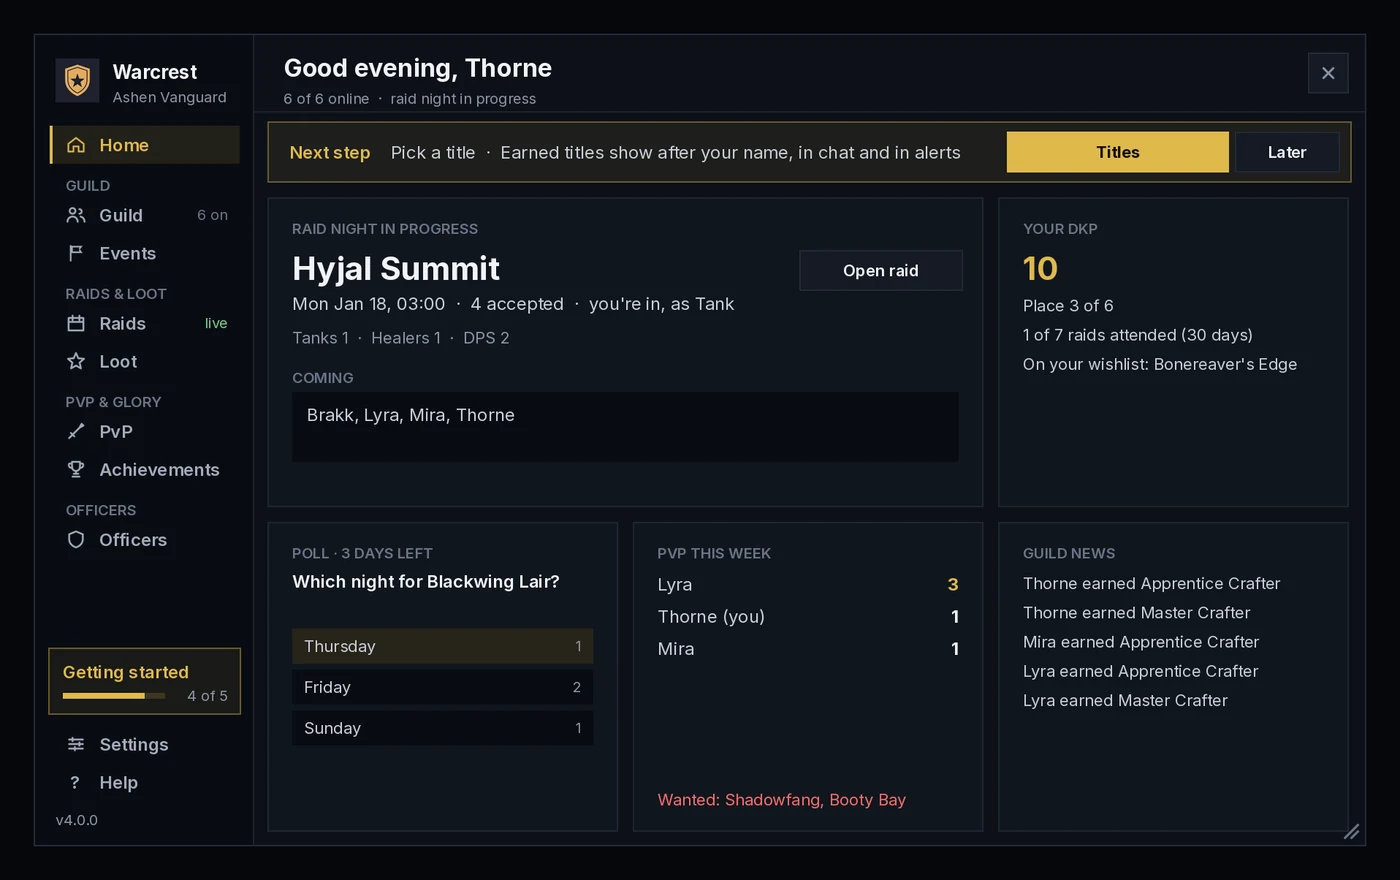 Warcrest
Ashen Vanguard
Home
GUILD
Guild 6 on
Events
RAIDS & LOOT
Raids live
Loot
PVP & GLORY
PvP
Achievements
OFFICERS
Officers
Getting started
4 of 5
Settings
? Help
v4.0.0
Good evening, Thorne
6 of 6 online · raid night in progress
Next step Pick a title · Earned titles show after your name, in chat and in alerts Titles Later
RAID NIGHT IN PROGRESS
Hyjal Summit
Open raid
Mon Jan 18, 03:00 · 4 accepted · you're in, as Tank
Tanks 1 · Healers 1 · DPS 2
COMING
Brakk, Lyra, Mira, Thorne
YOUR DKP
10
Place 3 of 6
1 of 7 raids attended (30 days)
On your wishlist: Bonereaver's Edge
POLL · 3 DAYS LEFT
Which night for Blackwing Lair?
Thursday 1
Friday 2
Sunday 1
PVP THIS WEEK
Lyra 3
Thorne (you) 1
Mira 1
Wanted: Shadowfang, Booty Bay
GUILD NEWS
Thorne earned Apprentice Crafter
Thorne earned Master Crafter
Mira earned Apprentice Crafter
Lyra earned Apprentice Crafter
Lyra earned Master Crafter